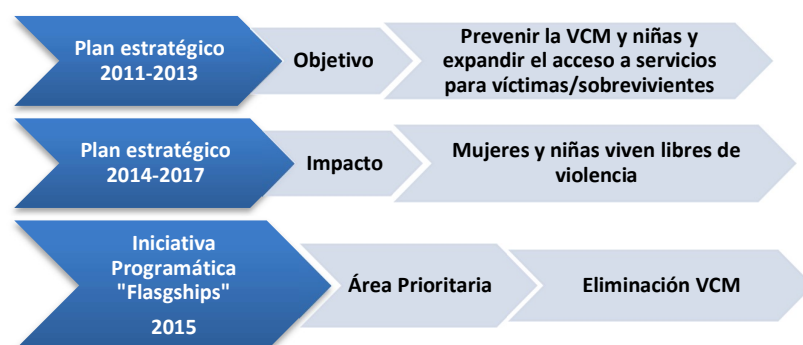 Plan estratégico
2011-2013
Objetivo
Prevenir la VCM y niñas y
expandir el acceso a servicios
para víctimas/sobrevivientes
Plan estratégico
2014-2017
Impacto
Mujeres y niñas viven libres de
violencia
Iniciativa
Programática
"Flasgships"
2015
Área Prioritaria
Eliminación VCM